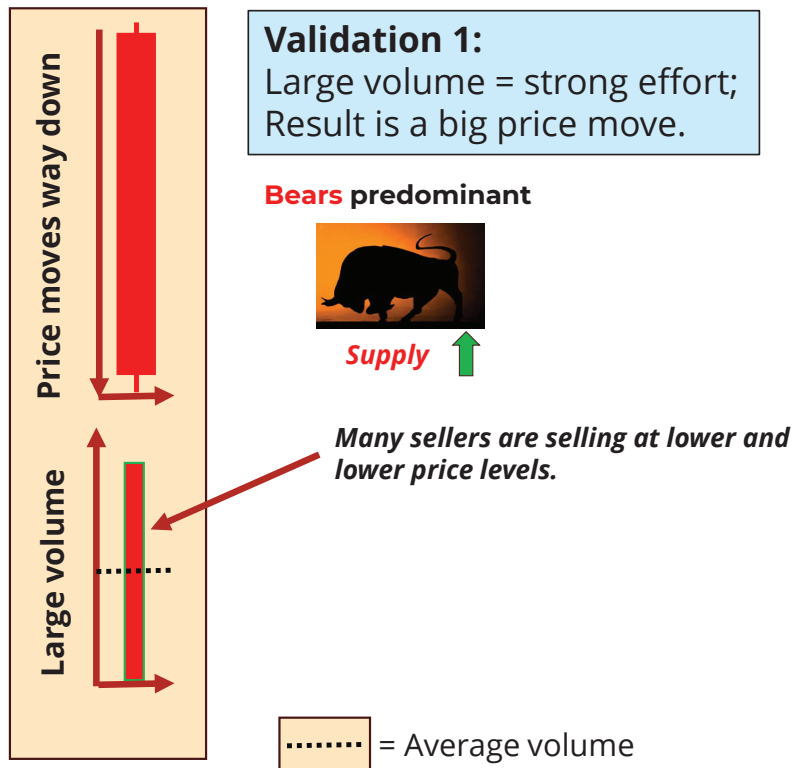 Validation 1:
Large volume = strong effort;
Result is a big price move.
Price moves way down
Bears predominant
Supply
Many sellers are selling at lower and
lower price levels.
Large volume
= Average volume